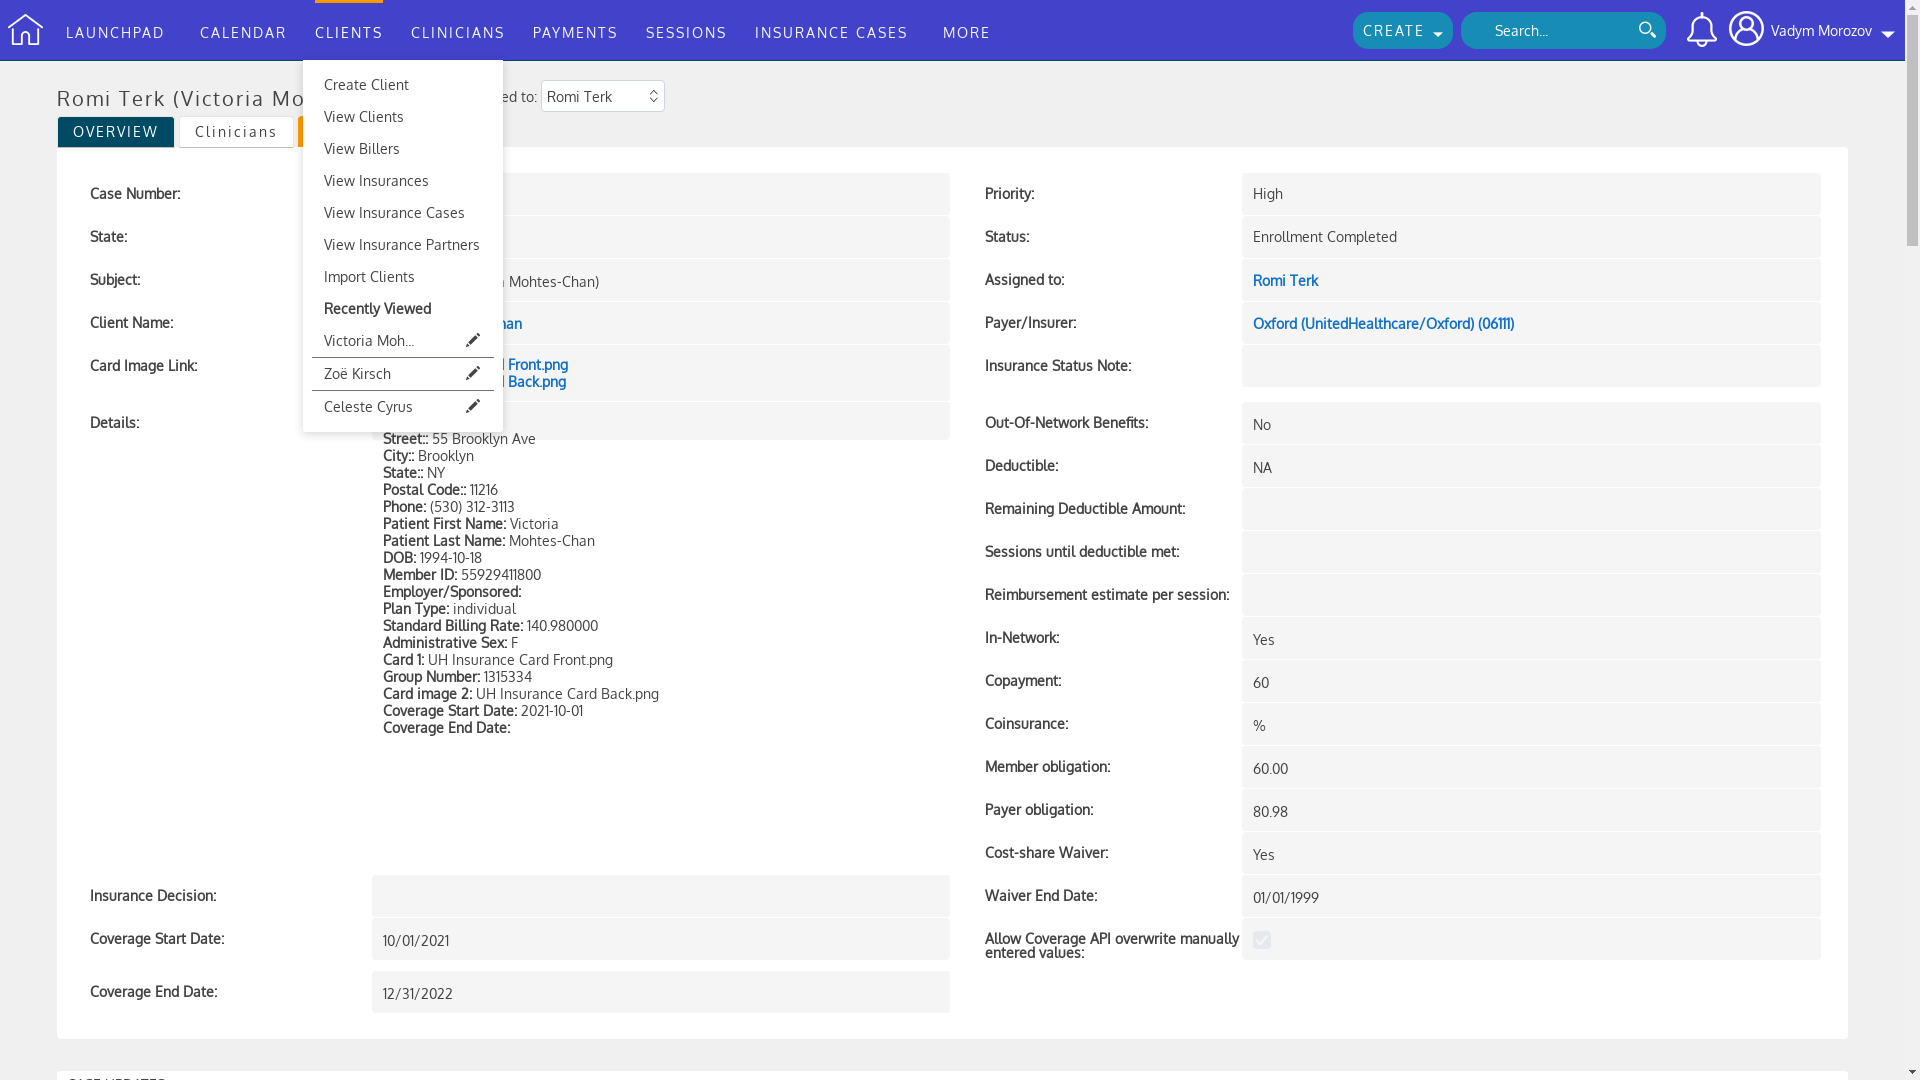 LAUNCHPAD CALENDAR CLIENTS CLINICIANS PAYMENTS SESSIONS INSURANCE CASES MORE CREATE Search... Vadym Morozov
Create Client
View Clients
View Billers
View Insurances
View Insurance Cases
View Insurance Partners
Import Clients
Recently Viewed
Victoria Moh...
Zoë Kirsch
Celeste Cyrus
Romi Terk (Victoria Mo
ed to: Romi Terk
OVERVIEW Clinicians
Case Number:
State:
Subject: Mohtes-Chan)
Client Name: an
Card Image Link: Front.png
Back.png
Details:
Street:: 55 Brooklyn Ave
City:: Brooklyn
State:: NY
Postal Code:: 11216
Phone: (530) 312-3113
Patient First Name: Victoria
Patient Last Name: Mohtes-Chan
DOB: 1994-10-18
Member ID: 55929411800
Employer/Sponsored:
Plan Type: individual
Standard Billing Rate: 140.980000
Administrative Sex: F
Card 1: UH Insurance Card Front.png
Group Number: 1315334
Card image 2: UH Insurance Card Back.png
Coverage Start Date: 2021-10-01
Coverage End Date:
Insurance Decision:
Coverage Start Date: 10/01/2021
Coverage End Date: 12/31/2022
Priority: High
Status: Enrollment Completed
Assigned to: Romi Terk
Payer/Insurer: Oxford (UnitedHealthcare/Oxford) (06111)
Insurance Status Note:
Out-Of-Network Benefits: No
Deductible: NA
Remaining Deductible Amount:
Sessions until deductible met:
Reimbursement estimate per session:
In-Network: Yes
Copayment: 60
Coinsurance: %
Member obligation: 60.00
Payer obligation: 80.98
Cost-share Waiver: Yes
Waiver End Date: 01/01/1999
Allow Coverage API overwrite manually
entered values:
CASE UPDATES